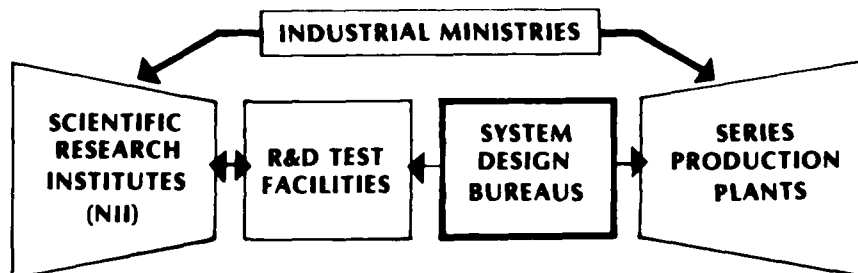 INDUSTRIAL MINISTRIES
SCIENTIFIC
RESEARCH
INSTITUTES
(NII)
R&D TEST
FACILITIES
SYSTEM
DESIGN
BUREAUS
SERIES
PRODUCTION
PLANTS